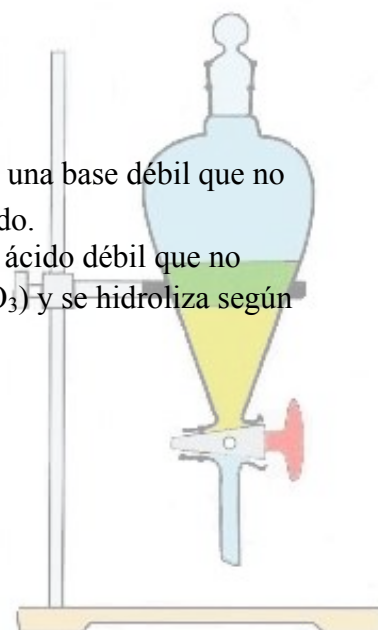 una base débil que no
do.
ácido débil que no
O₃) y se hidroliza según